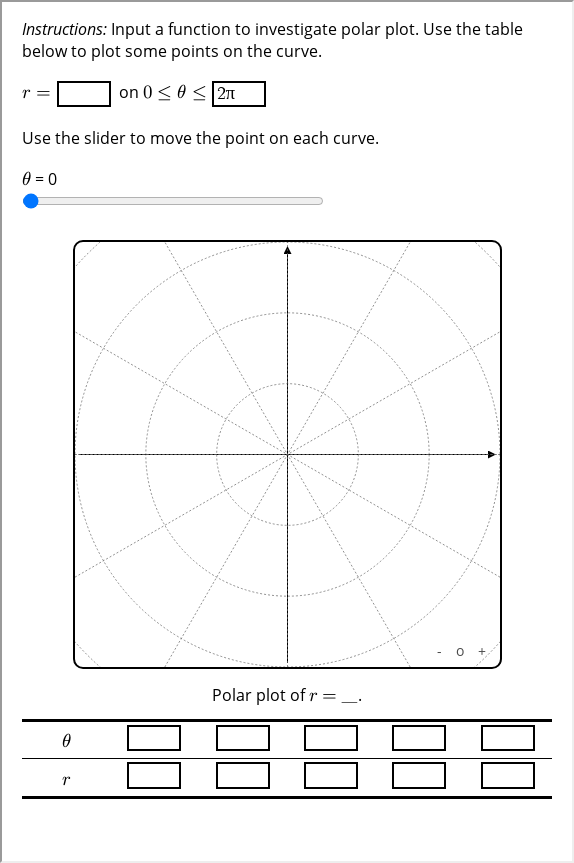 Instructions: Input a function to investigate polar plot. Use the table
below to plot some points on the curve.
r = on 0 ≤ θ ≤ 2π
Use the slider to move the point on each curve.
θ = 0
- o +
Polar plot of r = __.
θ
r